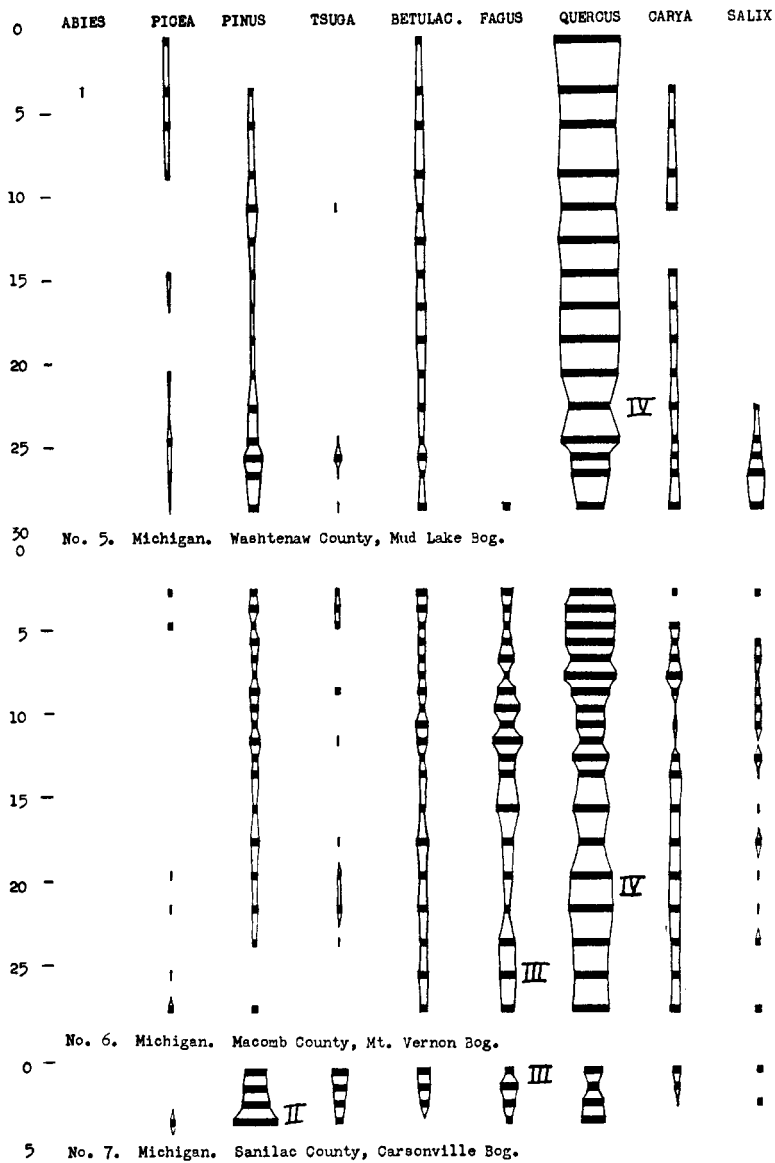 0 ABIES PICEA PINUS TSUGA BETULAC. FAGUS QUERCUS CARYA SALIX
5
10
15
20
IV
25
30
No. 5. Michigan. Washtenaw County, Mud Lake Bog.
0
5
10
15
20
IV
25
III
No. 6. Michigan. Macomb County, Mt. Vernon Bog.
0
III
II
5 No. 7. Michigan. Sanilac County, Carsonville Bog.